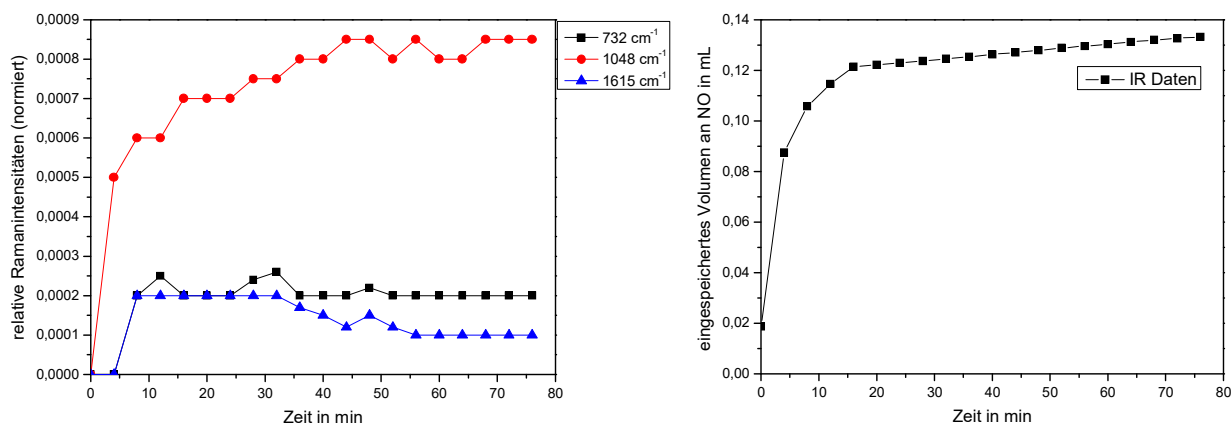 relative Ramanintensitäten (normiert)
0,0009
0,0008
0,0007
0,0006
0,0005
0,0004
0,0003
0,0002
0,0001
0,0000
0 10 20 30 40 50 60 70 80
Zeit in min
732 cm⁻¹
1048 cm⁻¹
1615 cm⁻¹
eingespeichertes Volumen an NO in mL
0,14
0,12
0,10
0,08
0,06
0,04
0,02
0,00
0 10 20 30 40 50 60 70 80
Zeit in min
IR Daten